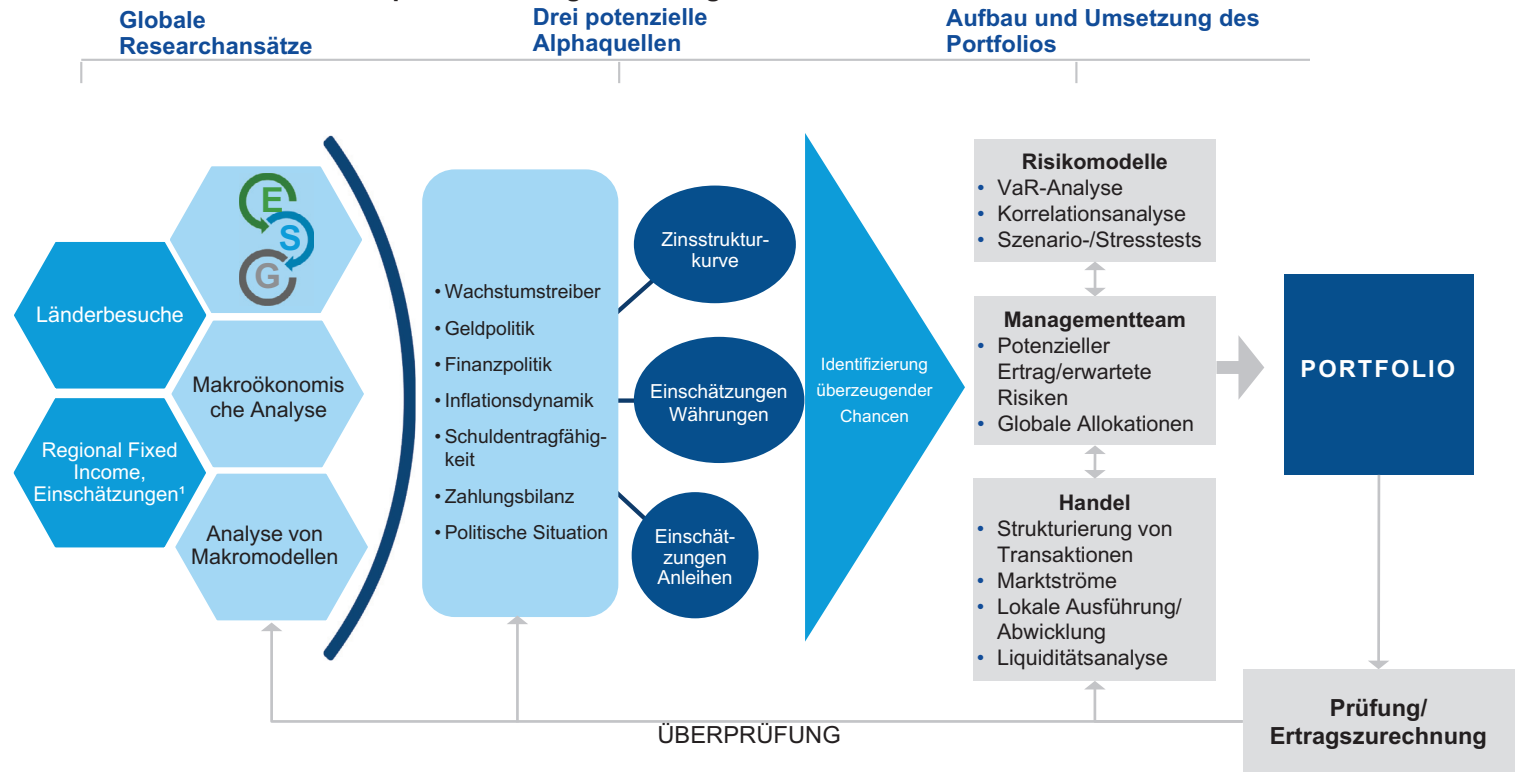 Globale
Researchansätze
Drei potenzielle
Alphaquellen
Aufbau und Umsetzung des
Portfolios
E
S
G
Länderbesuche
Makroökonomis
che Analyse
Regional Fixed
Income,
Einschätzungen¹
Analyse von
Makromodellen
• Wachstumstreiber
• Geldpolitik
• Finanzpolitik
• Inflationsdynamik
• Schuldentragfähig-
keit
• Zahlungsbilanz
• Politische Situation
Zinsstruktur-
kurve
Einschätzungen
Währungen
Einschät-
zungen
Anleihen
Identifizierung
überzeugender
Chancen
Risikomodelle
• VaR-Analyse
• Korrelationsanalyse
• Szenario-/Stresstests
Managementteam
• Potenzieller
Ertrag/erwartete
Risiken
• Globale Allokationen
Handel
• Strukturierung von
Transaktionen
• Marktströme
• Lokale Ausführung/
Abwicklung
• Liquiditätsanalyse
PORTFOLIO
Prüfung/
Ertragszurechnung
ÜBERPRÜFUNG